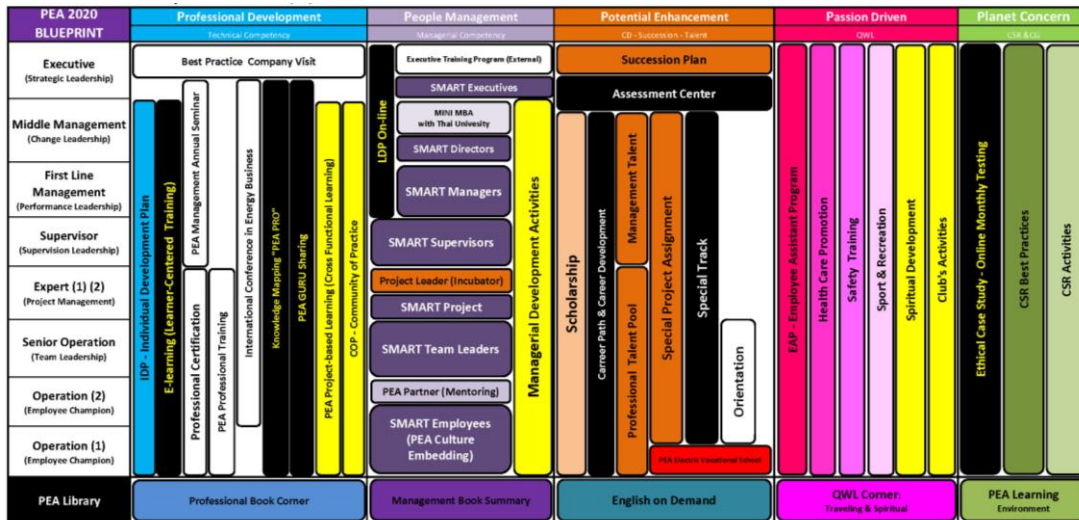 PEA 2020
BLUEPRINT
Professional Development
Technical Competency
People Management
Managerial Competency
Potential Enhancement
CD - Succession - Talent
Passion Driven
QWL
Planet Concern
CSR &CG
Executive
(Strategic Leadership)
Middle Management
(Change Leadership)
First Line
Management
(Performance Leadership)
Supervisor
(Supervision Leadership)
Expert (1) (2)
(Project Management)
Senior Operation
(Team Leadership)
Operation (2)
(Employee Champion)
Operation (1)
(Employee Champion)
PEA Library
Best Practice Company Visit
IDP - Individual Development Plan
E-learning (Learner-Centered Training)
PEA Management Annual Seminar
Professional Certification
PEA Professional Training
International Conference in Energy Business
Knowledge Mapping "PEA PRO"
PEA GURU Sharing
PEA Project-based Learning (Cross Functional Learning)
COP - Community of Practice
Professional Book Corner
LDP On-line
Executive Training Program (External)
SMART Executives
MINI MBA
with Thai Univesity
SMART Directors
SMART Managers
SMART Supervisors
Project Leader (Incubator)
SMART Project
SMART Team Leaders
PEA Partner (Mentoring)
SMART Employees
(PEA Culture
Embedding)
Managerial Development Activities
Management Book Summary
Succession Plan
Assessment Center
Scholarship
Carreer Path & Career Development
Management Talent
Professional Talent Pool
Special Project Assignment
Special Track
Orientation
PEA Electric Vocational School
English on Demand
EAP - Employee Assistant Program
Health Care Promotion
Safety Training
Sport & Recreation
Spiritual Development
Club's Activities
QWL Corner:
Traveling & Spiritual
Ethical Case Study - Online Monthly Testing
CSR Best Practices
CSR Activities
PEA Learning
Environment